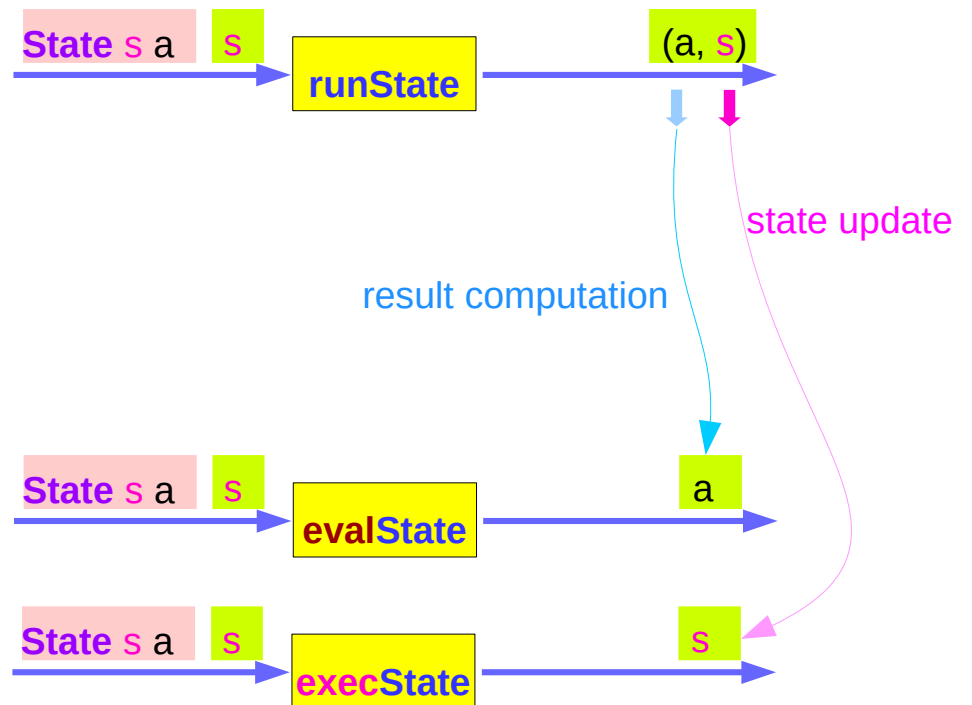 State s a s (a, s)
runState
state update
result computation
State s a s a
evalState
State s a s s
execState